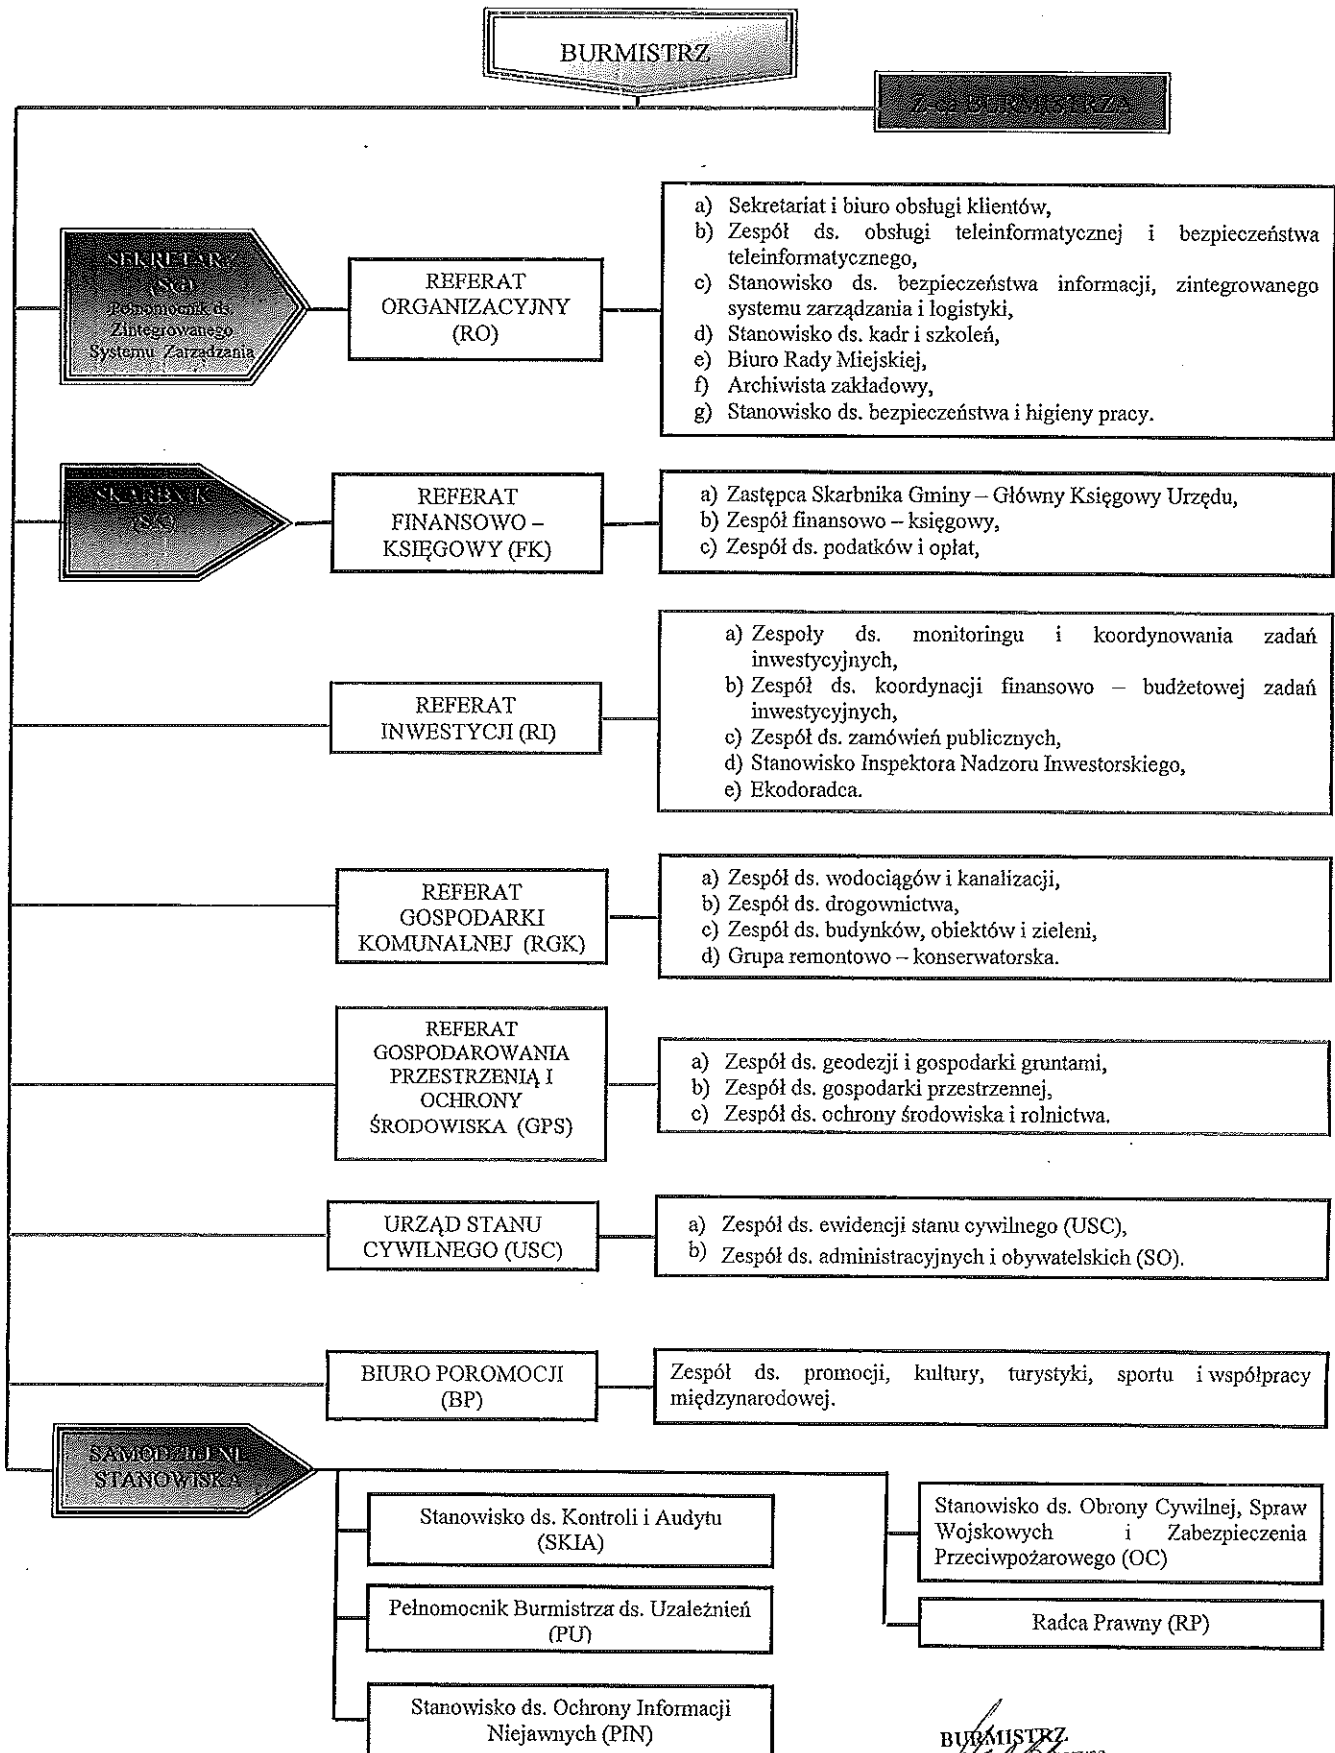 BURMISTRZ
Z-ca BURMISTRZA
SEKRETARZ
(SG)
Pełnomocnik ds.
Zintegrowanego
Systemu Zarządzania
REFERAT
ORGANIZACYJNY
(RO)
a) Sekretariat i biuro obsługi klientów,
b) Zespół ds. obsługi teleinformatycznej i bezpieczeństwa
teleinformatycznego,
c) Stanowisko ds. bezpieczeństwa informacji, zintegrowanego
systemu zarządzania i logistyki,
d) Stanowisko ds. kadr i szkoleń,
e) Biuro Rady Miejskiej,
f) Archiwista zakładowy,
g) Stanowisko ds. bezpieczeństwa i higieny pracy.
SKARBNIK
(SK)
REFERAT
FINANSOWO –
KSIĘGOWY (FK)
a) Zastępca Skarbnika Gminy – Główny Księgowy Urzędu,
b) Zespół finansowo – księgowy,
c) Zespół ds. podatków i opłat,
REFERAT
INWESTYCJI (RI)
a) Zespoły ds. monitoringu i koordynowania zadań
inwestycyjnych,
b) Zespół ds. koordynacji finansowo – budżetowej zadań
inwestycyjnych,
c) Zespół ds. zamówień publicznych,
d) Stanowisko Inspektora Nadzoru Inwestorskiego,
e) Ekodoradca.
REFERAT
GOSPODARKI
KOMUNALNEJ (RGK)
a) Zespół ds. wodociągów i kanalizacji,
b) Zespół ds. drogownictwa,
c) Zespół ds. budynków, obiektów i zieleni,
d) Grupa remontowo – konserwatorska.
REFERAT
GOSPODAROWANIA
PRZESTRZENIĄ I
OCHRONY
ŚRODOWISKA (GPS)
a) Zespół ds. geodezji i gospodarki gruntami,
b) Zespół ds. gospodarki przestrzennej,
c) Zespół ds. ochrony środowiska i rolnictwa.
URZĄD STANU
CYWILNEGO (USC)
a) Zespół ds. ewidencji stanu cywilnego (USC),
b) Zespół ds. administracyjnych i obywatelskich (SO).
BIURO POROMOCJI
(BP)
Zespół ds. promocji, kultury, turystyki, sportu i współpracy
międzynarodowej.
SAMODZIELNE
STANOWISKA
Stanowisko ds. Kontroli i Audytu
(SKIA)
Pełnomocnik Burmistrza ds. Uzależnień
(PU)
Stanowisko ds. Ochrony Informacji
Niejawnych (PIN)
Stanowisko ds. Obrony Cywilnej, Spraw
Wojskowych i Zabezpieczenia
Przeciwpożarowego (OC)
Radca Prawny (RP)
BURMISTRZ